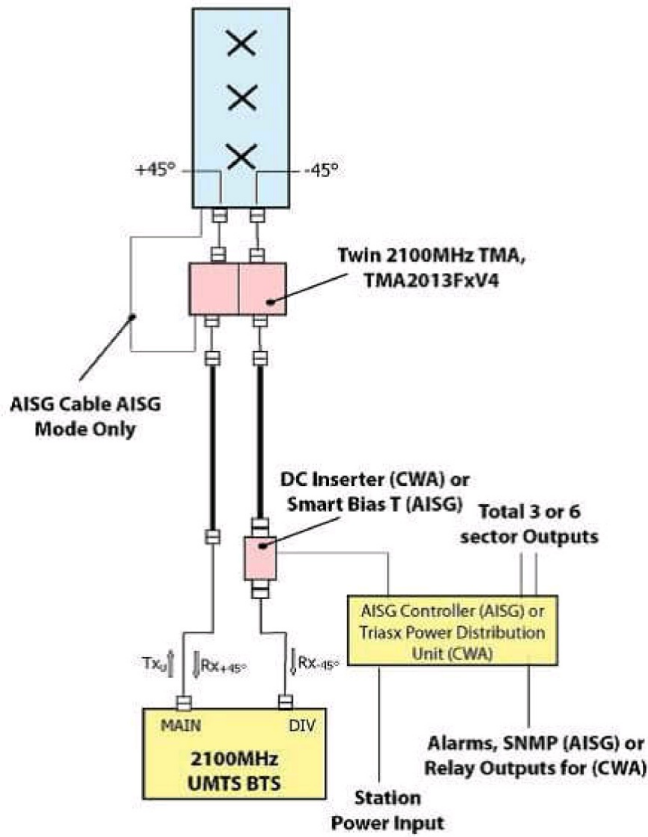 +45°
-45°
Twin 2100MHz TMA,
TMA2013FxV4
AISG Cable AISG
Mode Only
DC Inserter (CWA) or
Smart Bias T (AISG)
Total 3 or 6
sector Outputs
AISG Controller (AISG) or
Triasx Power Distribution
Unit (CWA)
Txu
Rx+45°
Rx-45°
MAIN
DIV
2100MHz
UMTS BTS
Alarms, SNMP (AISG) or
Relay Outputs for (CWA)
Station
Power Input